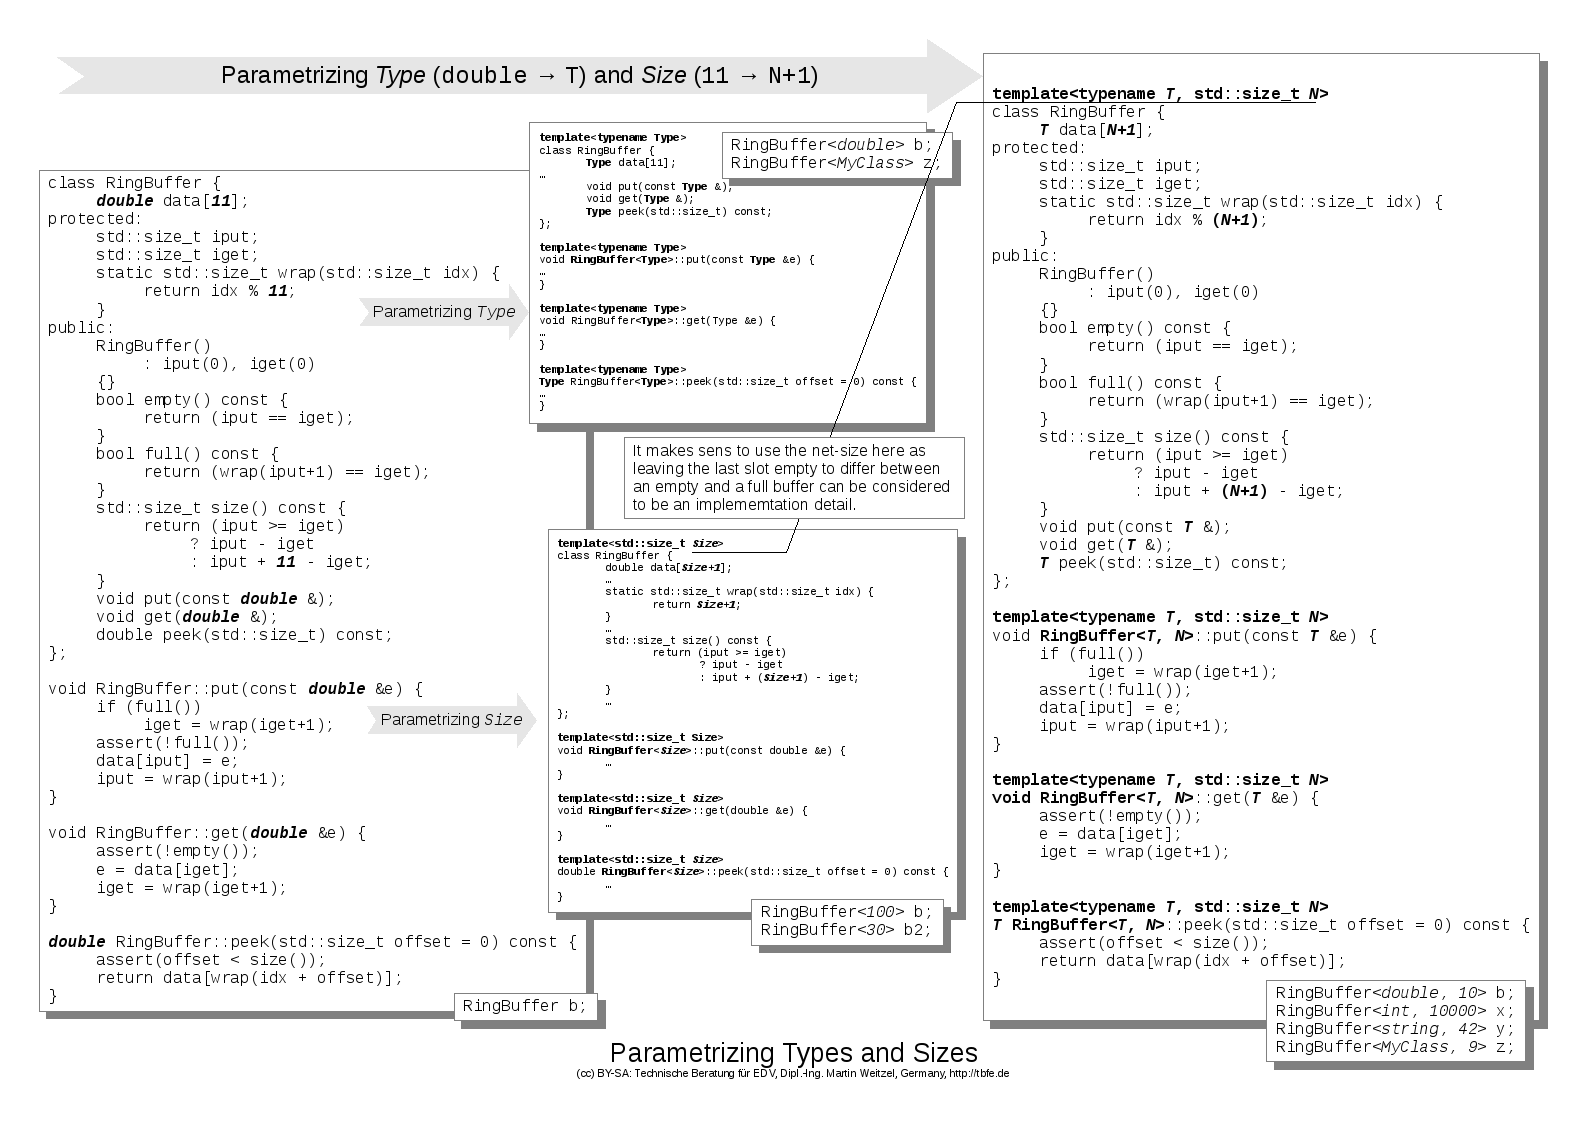 Parametrizing Type (double → T) and Size (11 → N+1)
class RingBuffer {
double data[11];
protected:
std::size_t iput;
std::size_t iget;
static std::size_t wrap(std::size_t idx) {
return idx % 11;
}
public:
RingBuffer()
: iput(0), iget(0)
{}
bool empty() const {
return (iput == iget);
}
bool full() const {
return (wrap(iput+1) == iget);
}
std::size_t size() const {
return (iput >= iget)
? iput - iget
: iput + 11 - iget;
}
void put(const double &);
void get(double &);
double peek(std::size_t) const;
};
void RingBuffer::put(const double &e) {
if (full())
iget = wrap(iget+1);
assert(!full());
data[iput] = e;
iput = wrap(iput+1);
}
void RingBuffer::get(double &e) {
assert(!empty());
e = data[iget];
iget = wrap(iget+1);
}
double RingBuffer::peek(std::size_t offset = 0) const {
assert(offset < size());
return data[wrap(idx + offset)];
}
RingBuffer b;
Parametrizing Type
template<typename Type>
class RingBuffer {
Type data[11];
…
void put(const Type &)
void get(Type &);
Type peek(std::size_t) const;
};
template<typename Type>
void RingBuffer<Type>::put(const Type &e) {
…
}
template<typename Type>
void RingBuffer<Type>::get(Type &e) {
…
}
template<typename Type>
Type RingBuffer<Type>::peek(std::size_t offset = 0) const {
…
}
RingBuffer<double> b;
RingBuffer<MyClass> z;
It makes sens to use the net-size here as
leaving the last slot empty to differ between
an empty and a full buffer can be considered
to be an implememtation detail.
Parametrizing Size
template<std::size_t Size>
class RingBuffer {
double data[Size+1];
…
static std::size_t wrap(std::size_t idx) {
return Size+1;
}
…
std::size_t size() const {
return (iput >= iget)
? iput - iget
: iput + (Size+1) - iget;
}
…
};
template<std::size_t Size>
void RingBuffer<Size>::put(const double &e) {
…
}
template<std::size_t Size>
void RingBuffer<Size>::get(double &e) {
…
}
template<std::size_t Size>
double RingBuffer<Size>::peek(std::size_t offset = 0) const {
…
}
RingBuffer<100> b;
RingBuffer<30> b2;
template<typename T, std::size_t N>
class RingBuffer {
T data[N+1];
protected:
std::size_t iput;
std::size_t iget;
static std::size_t wrap(std::size_t idx) {
return idx % (N+1);
}
public:
RingBuffer()
: iput(0), iget(0)
{}
bool empty() const {
return (iput == iget);
}
bool full() const {
return (wrap(iput+1) == iget);
}
std::size_t size() const {
return (iput >= iget)
? iput - iget
: iput + (N+1) - iget;
}
void put(const T &);
void get(T &);
T peek(std::size_t) const;
};
template<typename T, std::size_t N>
void RingBuffer<T, N>::put(const T &e) {
if (full())
iget = wrap(iget+1);
assert(!full());
data[iput] = e;
iput = wrap(iput+1);
}
template<typename T, std::size_t N>
void RingBuffer<T, N>::get(T &e) {
assert(!empty());
e = data[iget];
iget = wrap(iget+1);
}
template<typename T, std::size_t N>
T RingBuffer<T, N>::peek(std::size_t offset = 0) const {
assert(offset < size());
return data[wrap(idx + offset)];
}
RingBuffer<double, 10> b;
RingBuffer<int, 10000> x;
RingBuffer<string, 42> y;
RingBuffer<MyClass, 9> z;
Parametrizing Types and Sizes
(cc) BY-SA: Technische Beratung für EDV, Dipl.-Ing. Martin Weitzel, Germany, http://tbfe.de